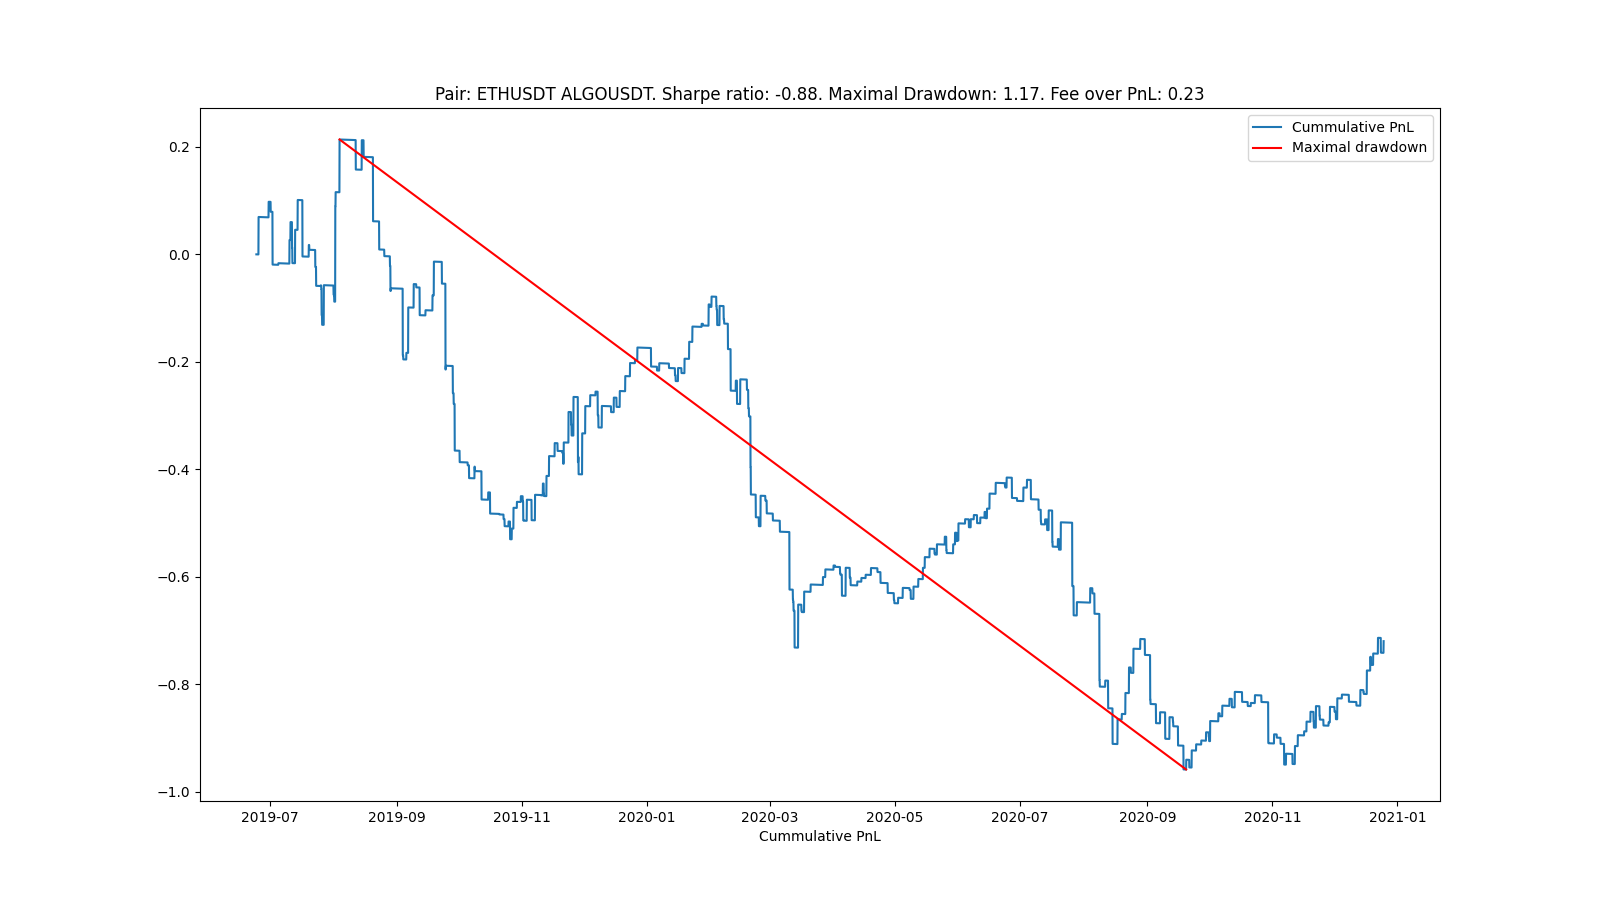 Pair: ETHUSDT ALGOUSDT. Sharpe ratio: -0.88. Maximal Drawdown: 1.17. Fee over PnL: 0.23
Cummulative PnL
Maximal drawdown
0.2
0.0
−0.2
−0.4
−0.6
−0.8
−1.0
2019-07 2019-09 2019-11 2020-01 2020-03 2020-05 2020-07 2020-09 2020-11 2021-01
Cummulative PnL